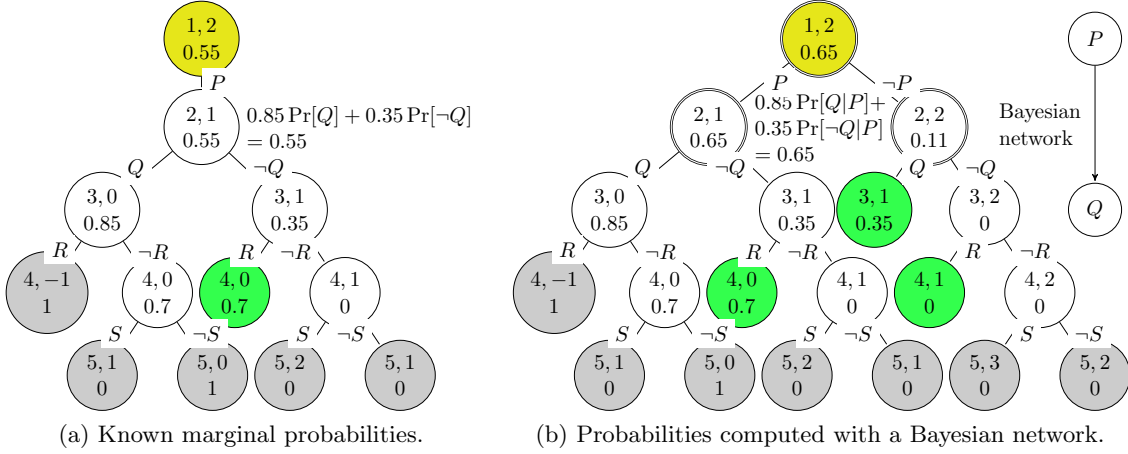 1, 2
0.55
P
2, 1
0.55
0.85 Pr[Q] + 0.35 Pr[¬Q]
= 0.55
Q
¬Q
3, 0
0.85
3, 1
0.35
R
¬R
R
¬R
4, −1
1
4, 0
0.7
4, 0
0.7
4, 1
0
S
¬S
S
¬S
5, 1
0
5, 0
1
5, 2
0
5, 1
0
(a) Known marginal probabilities.
1, 2
0.65
P
¬P
2, 1
0.65
0.85 Pr[Q|P]+
0.35 Pr[¬Q|P]
= 0.65
2, 2
0.11
Q
¬Q
Q
¬Q
3, 0
0.85
3, 1
0.35
3, 1
0.35
3, 2
0
R
¬R
R
¬R
R
¬R
4, −1
1
4, 0
0.7
4, 0
0.7
4, 1
0
4, 1
0
4, 2
0
S
¬S
S
¬S
S
¬S
5, 1
0
5, 0
1
5, 2
0
5, 1
0
5, 3
0
5, 2
0
P
Bayesian
network
Q
(b) Probabilities computed with a Bayesian network.